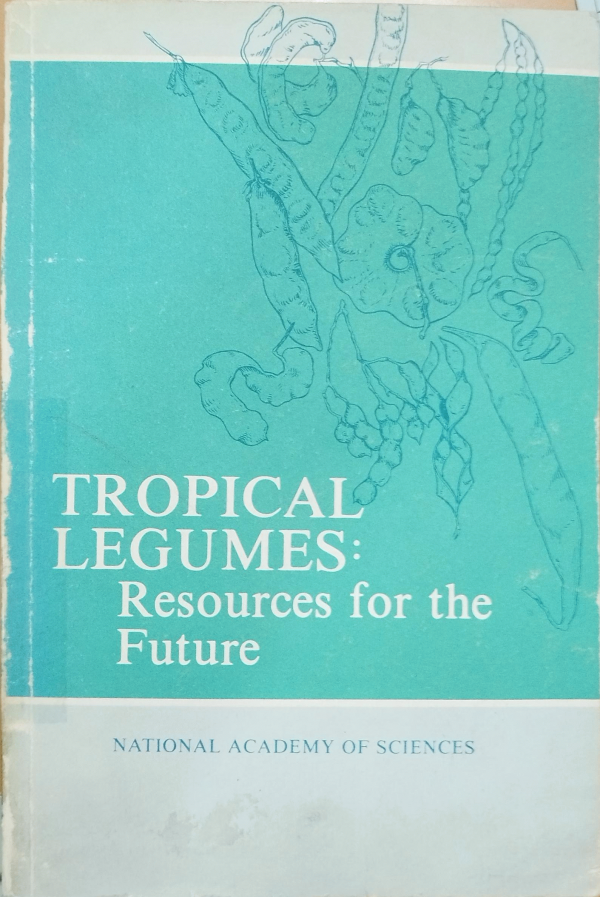 TROPICAL
LEGUMES:
Resources for the
Future
NATIONAL ACADEMY OF SCIENCES